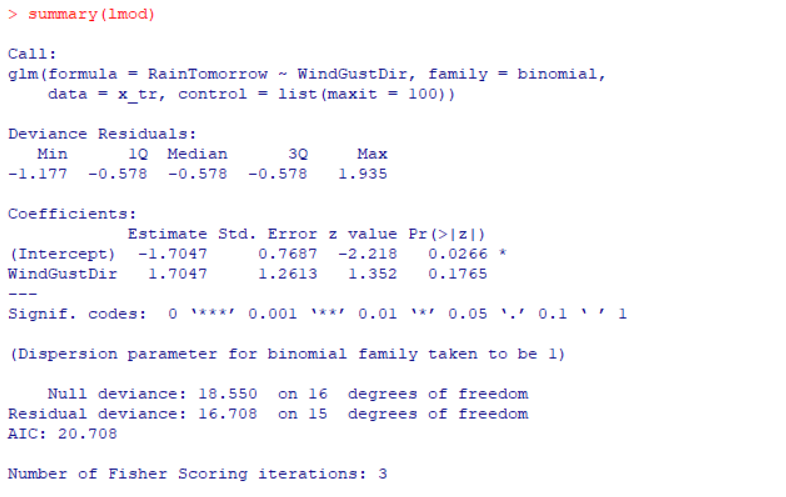 > summary(lmod)
Call:
glm(formula = RainTomorrow ~ WindGustDir, family = binomial,
    data = x_tr, control = list(maxit = 100))
Deviance Residuals:
   Min      1Q  Median      3Q     Max
-1.177  -0.578  -0.578  -0.578   1.935
Coefficients:
            Estimate Std. Error z value Pr(>|z|)
(Intercept)  -1.7047     0.7687  -2.218   0.0266 *
WindGustDir   1.7047     1.2613   1.352   0.1765
---
Signif. codes:  0 ‘***’ 0.001 ‘**’ 0.01 ‘*’ 0.05 ‘.’ 0.1 ‘ ’ 1
(Dispersion parameter for binomial family taken to be 1)
    Null deviance: 18.550  on 16  degrees of freedom
Residual deviance: 16.708  on 15  degrees of freedom
AIC: 20.708
Number of Fisher Scoring iterations: 3